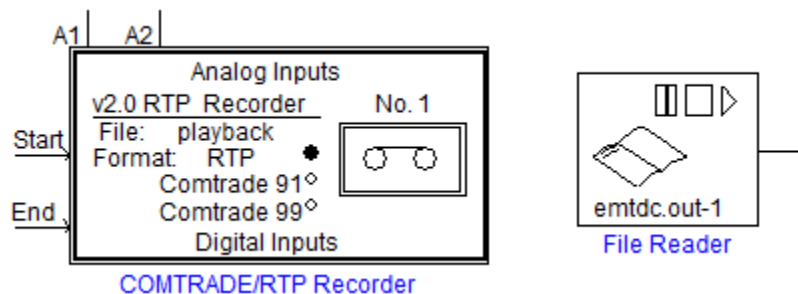 A1 A2
Analog Inputs
v2.0 RTP Recorder No. 1
Start
File: playback
Format: RTP
Comtrade 91
End
Comtrade 99
Digital Inputs
COMTRADE/RTP Recorder
emtdc.out-1
File Reader